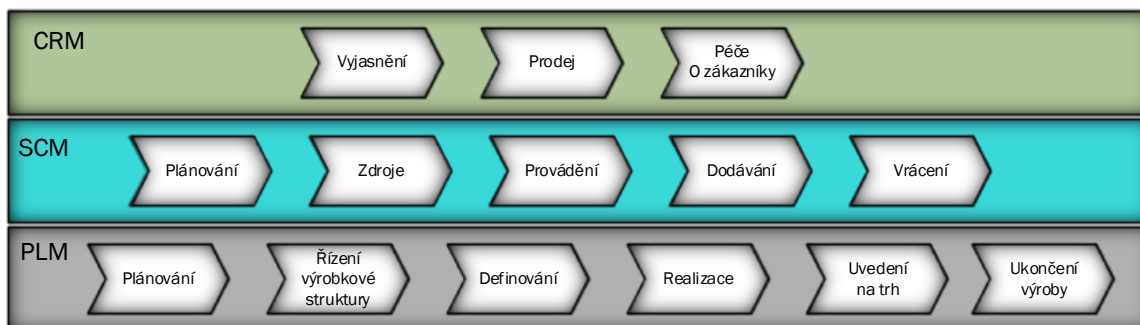 CRM
Vyjasnění
Prodej
Péče
O zákazníky
SCM
Plánování
Zdroje
Provádění
Dodávání
Vrácení
PLM
Plánování
Řízení
výrobkové
struktury
Definování
Realizace
Uvedení
na trh
Ukončení
výroby